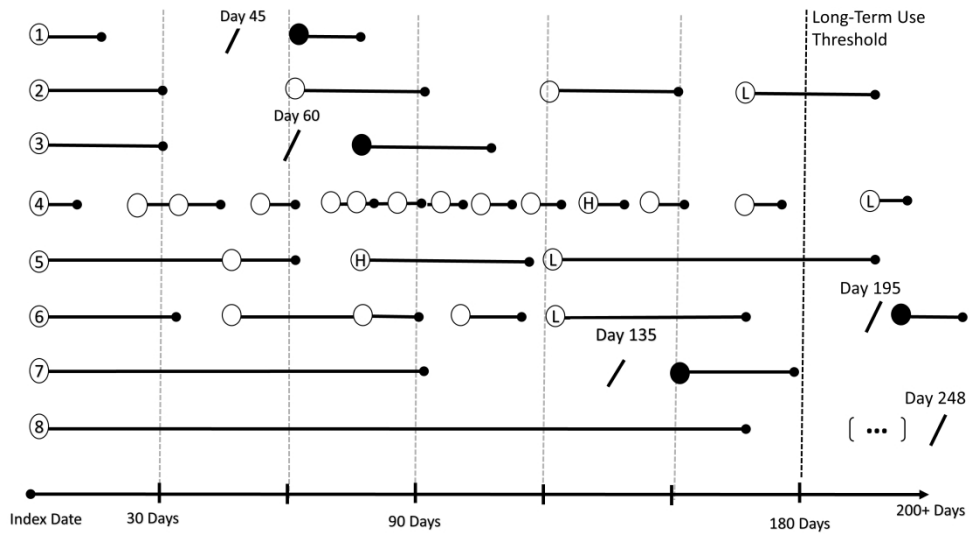 Day 45
Long-Term Use
Threshold
1
2
L
Day 60
3
4
H
L
5
H
L
Day 195
6
L
Day 135
7
Day 248
8
[ ... ]
Index Date
30 Days
90 Days
180 Days
200+ Days